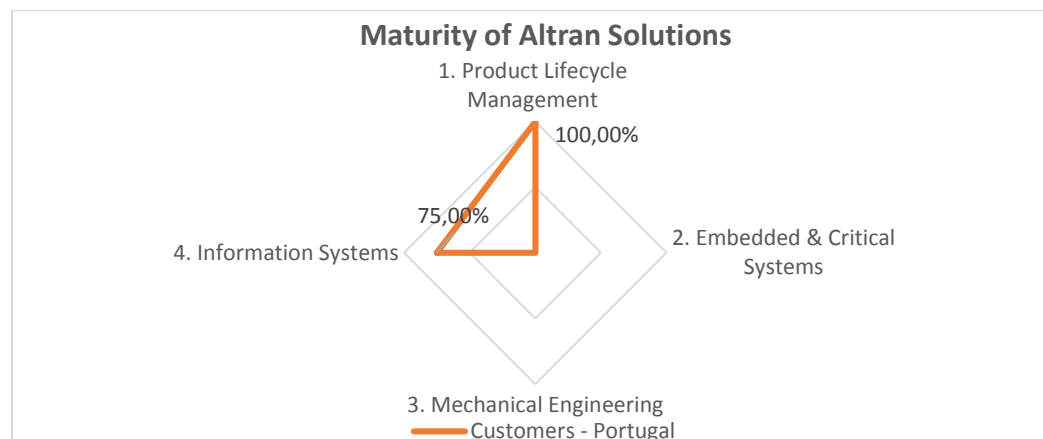 Maturity of Altran Solutions
1. Product Lifecycle
Management
100,00%
75,00%
4. Information Systems
2. Embedded & Critical
Systems
3. Mechanical Engineering
Customers - Portugal